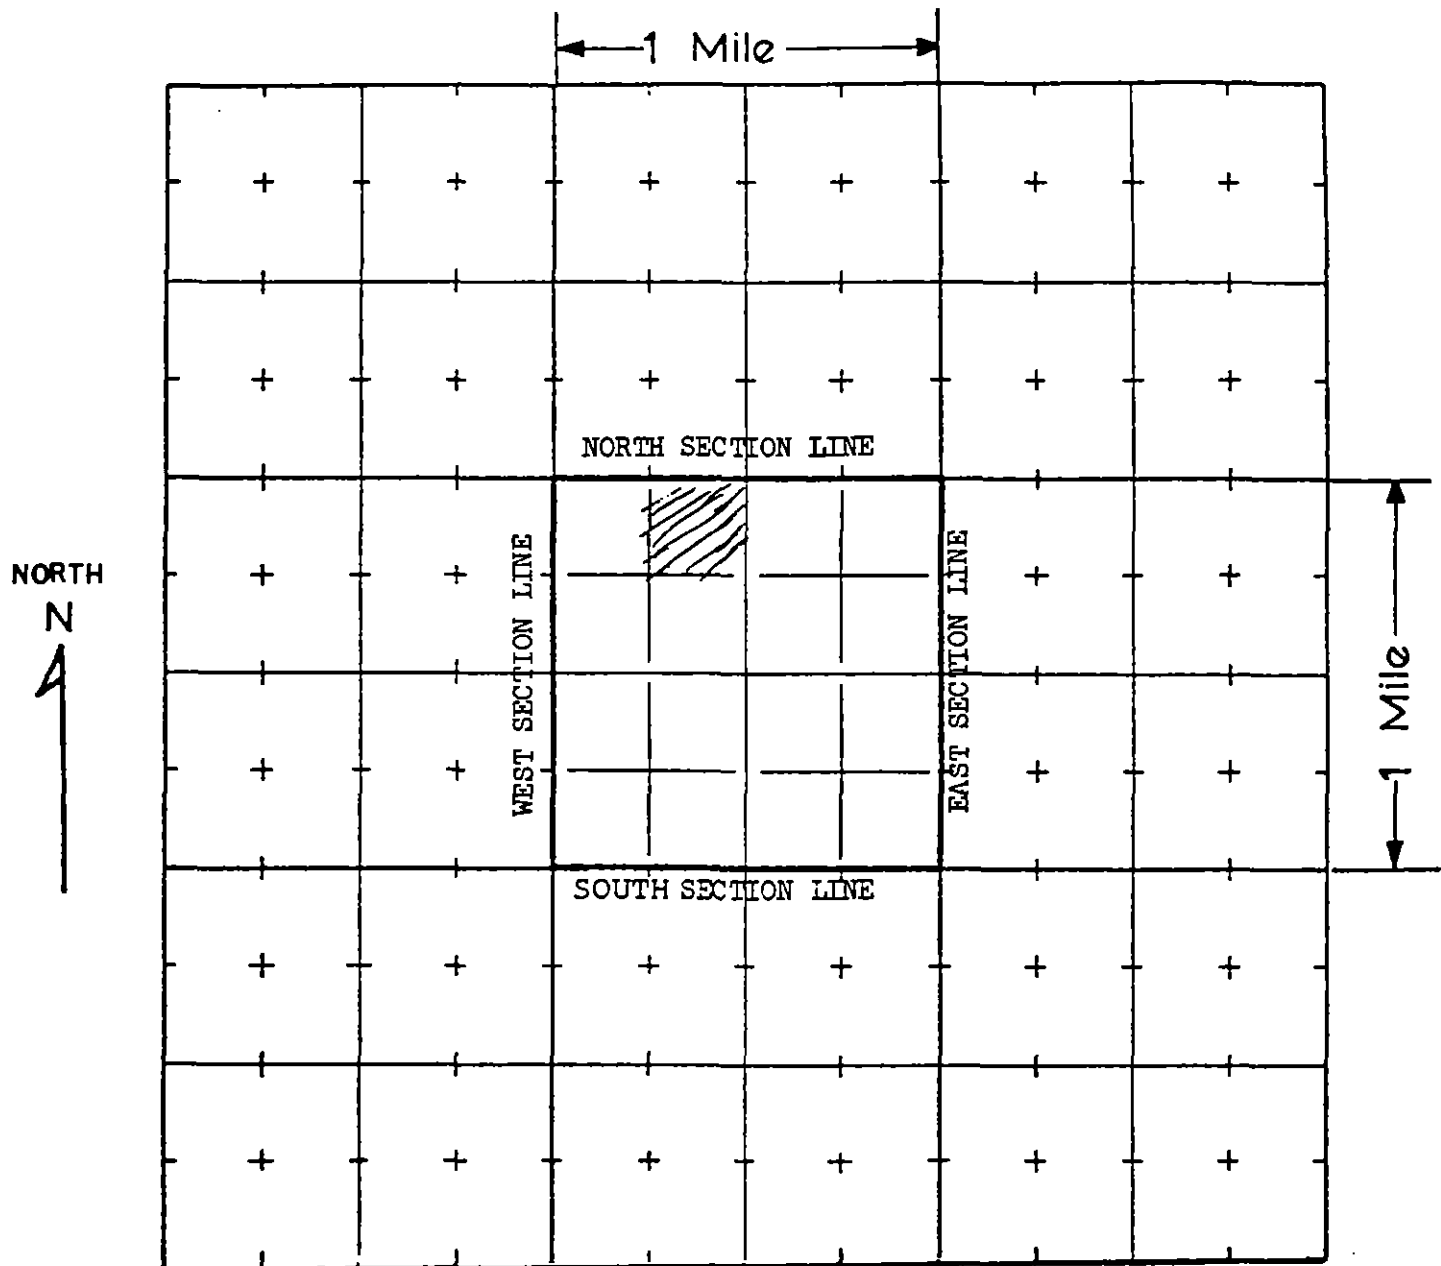 1 Mile
NORTH SECTION LINE
NORTH
N
WEST SECTION LINE
EAST SECTION LINE
1 Mile
SOUTH SECTION LINE